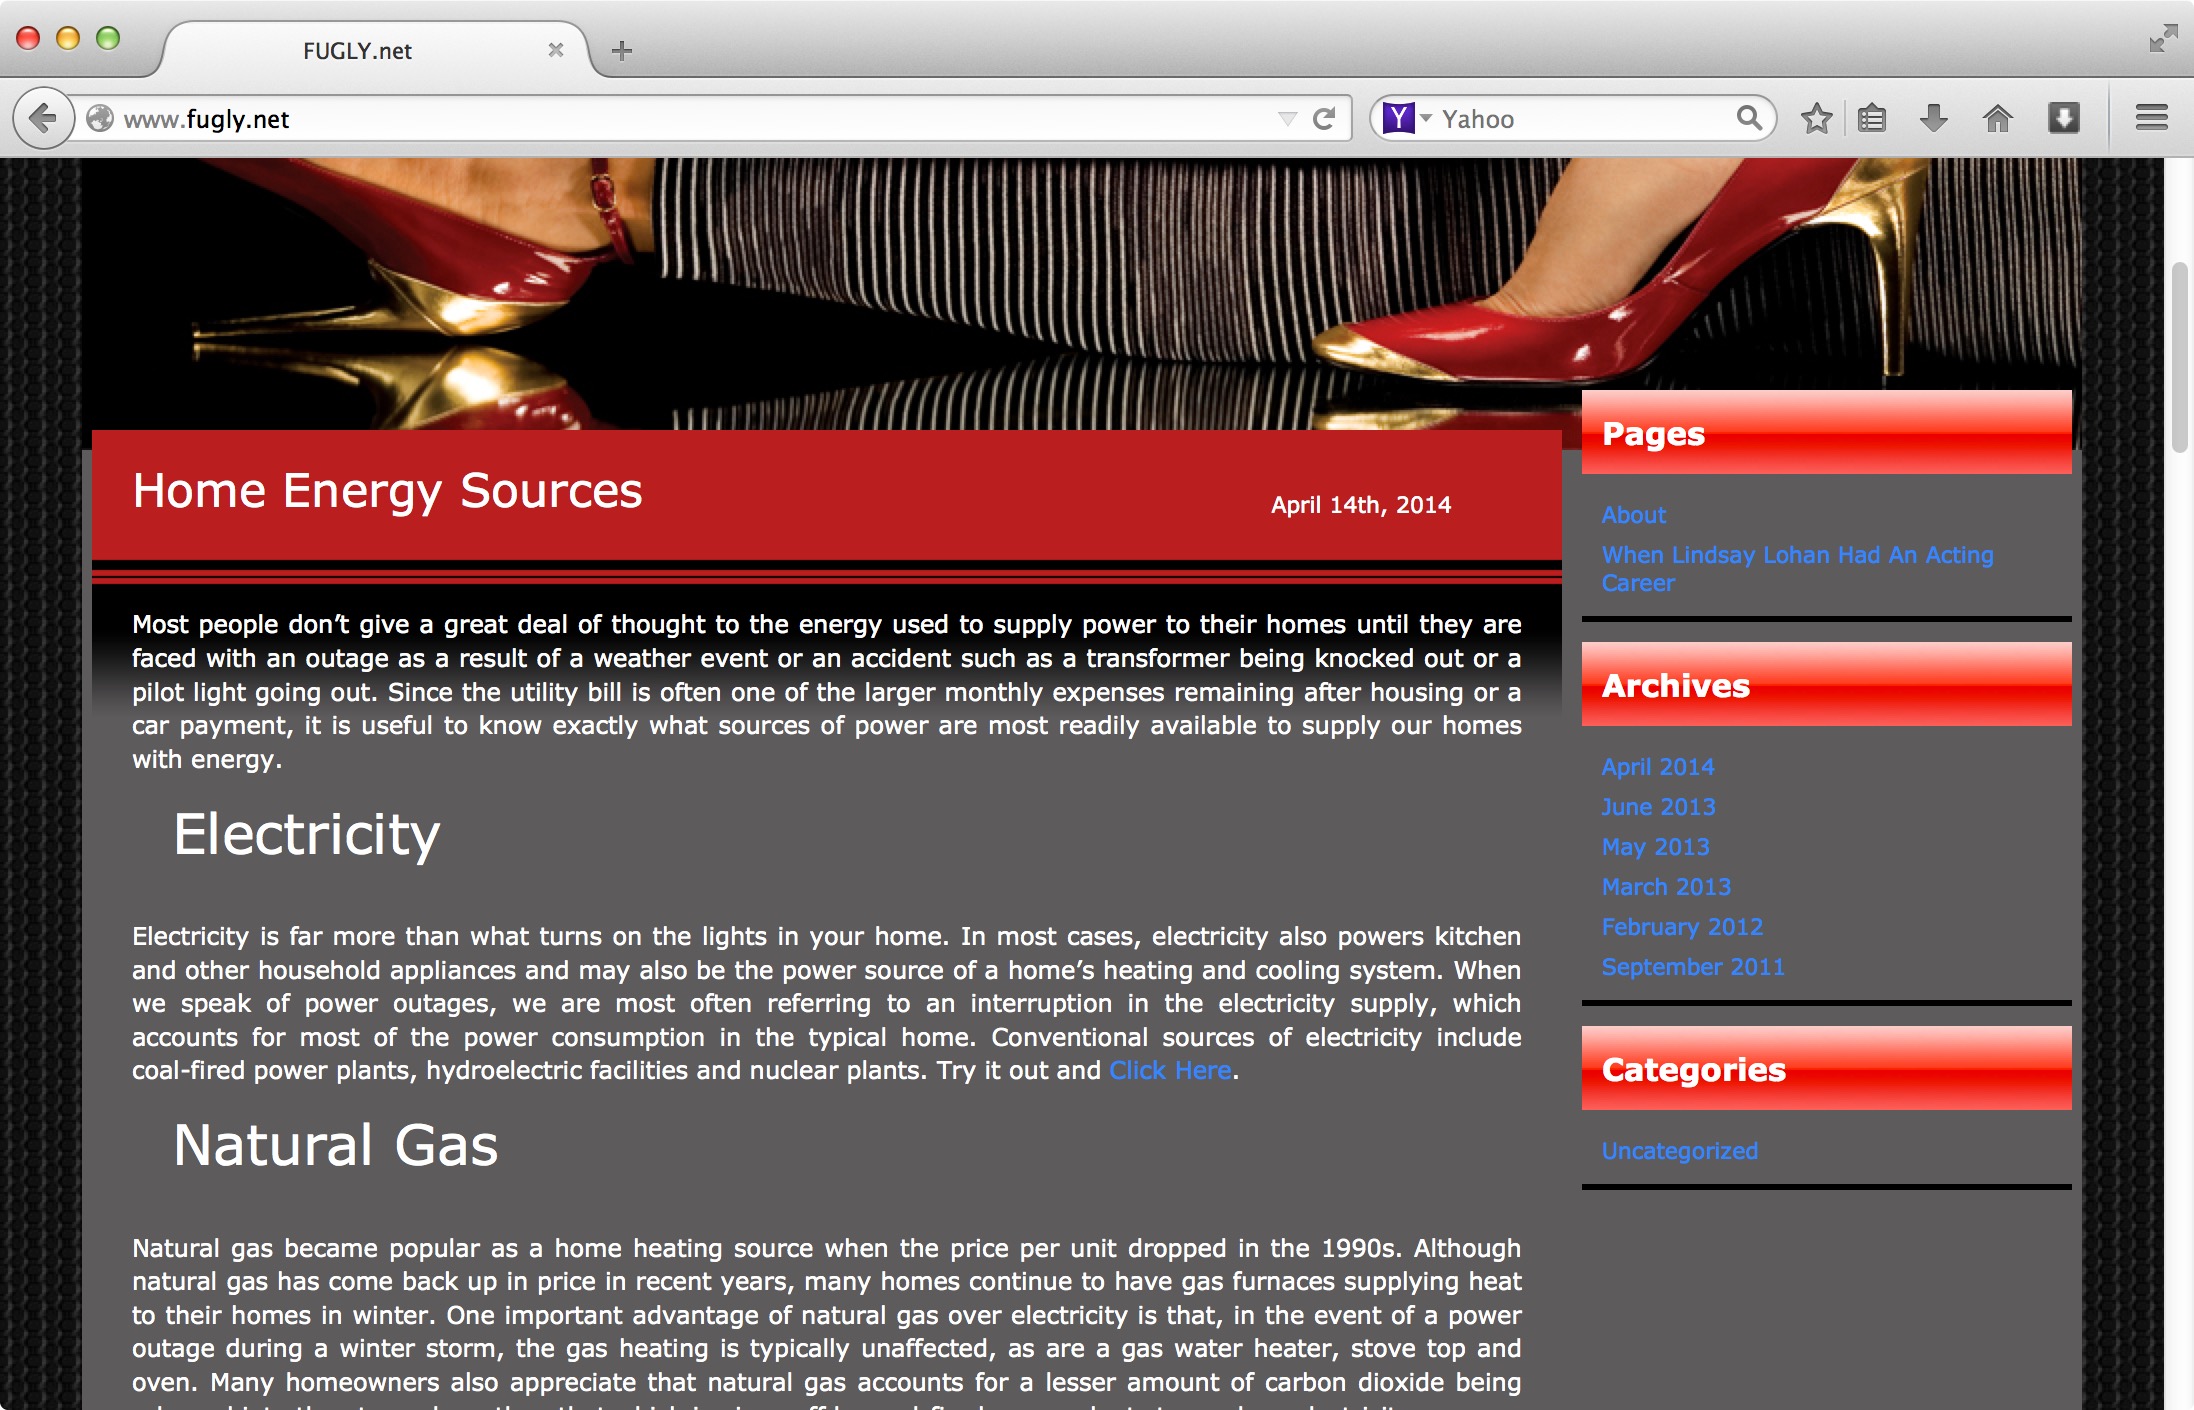 FUGLY.net
www.fugly.net
Y
Yahoo
Home Energy Sources
April 14th, 2014
Most people don’t give a great deal of thought to the energy used to supply power to their homes until they are
faced with an outage as a result of a weather event or an accident such as a transformer being knocked out or a
pilot light going out. Since the utility bill is often one of the larger monthly expenses remaining after housing or a
car payment, it is useful to know exactly what sources of power are most readily available to supply our homes
with energy.
Electricity
Electricity is far more than what turns on the lights in your home. In most cases, electricity also powers kitchen
and other household appliances and may also be the power source of a home’s heating and cooling system. When
we speak of power outages, we are most often referring to an interruption in the electricity supply, which
accounts for most of the power consumption in the typical home. Conventional sources of electricity include
coal-fired power plants, hydroelectric facilities and nuclear plants. Try it out and Click Here.
Natural Gas
Natural gas became popular as a home heating source when the price per unit dropped in the 1990s. Although
natural gas has come back up in price in recent years, many homes continue to have gas furnaces supplying heat
to their homes in winter. One important advantage of natural gas over electricity is that, in the event of a power
outage during a winter storm, the gas heating is typically unaffected, as are a gas water heater, stove top and
oven. Many homeowners also appreciate that natural gas accounts for a lesser amount of carbon dioxide being
Pages
About
When Lindsay Lohan Had An Acting
Career
Archives
April 2014
June 2013
May 2013
March 2013
February 2012
September 2011
Categories
Uncategorized